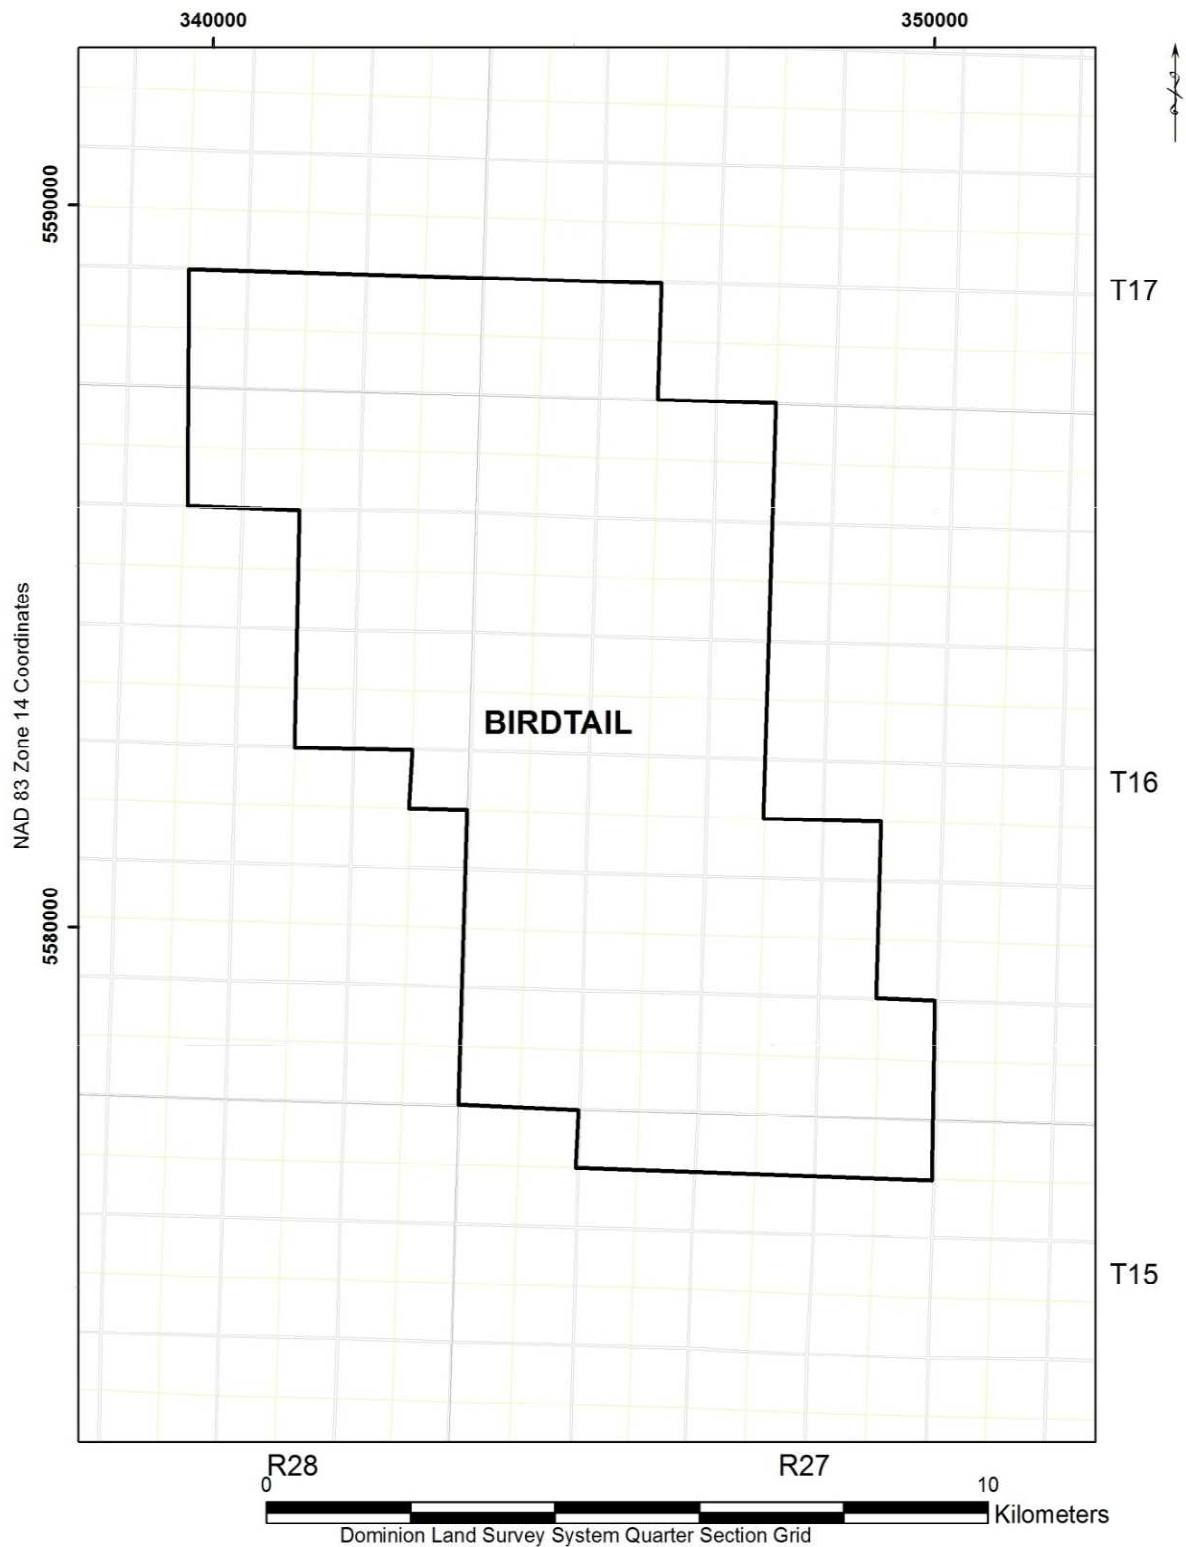 340000
350000
5590000
T17
NAD 83 Zone 14 Coordinates
BIRDTAIL
T16
5580000
T15
R28
R27
0
10
Kilometers
Dominion Land Survey System Quarter Section Grid